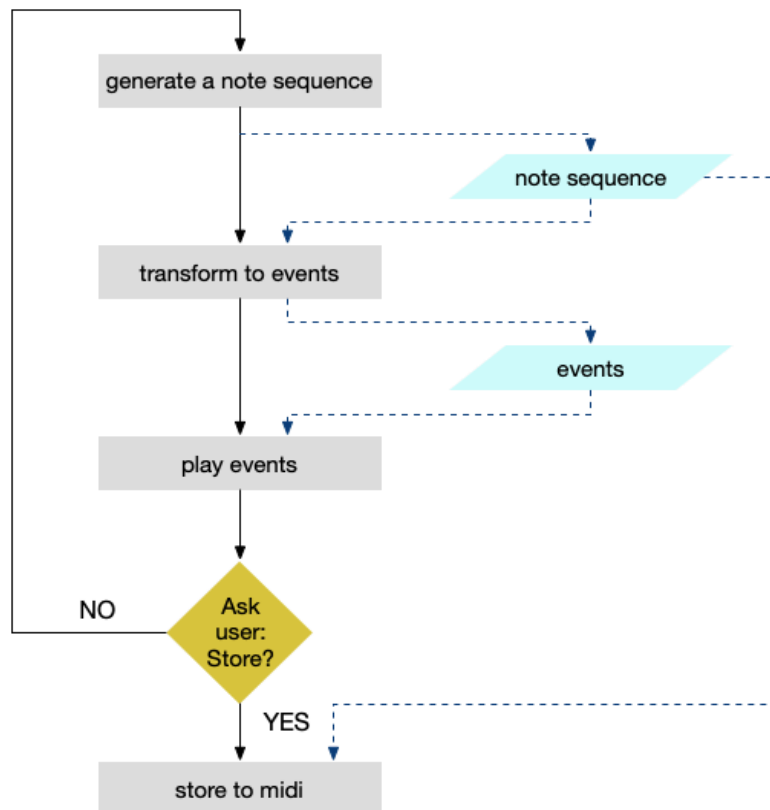 generate a note sequence
note sequence
transform to events
events
play events
NO
Ask
user:
Store?
YES
store to midi